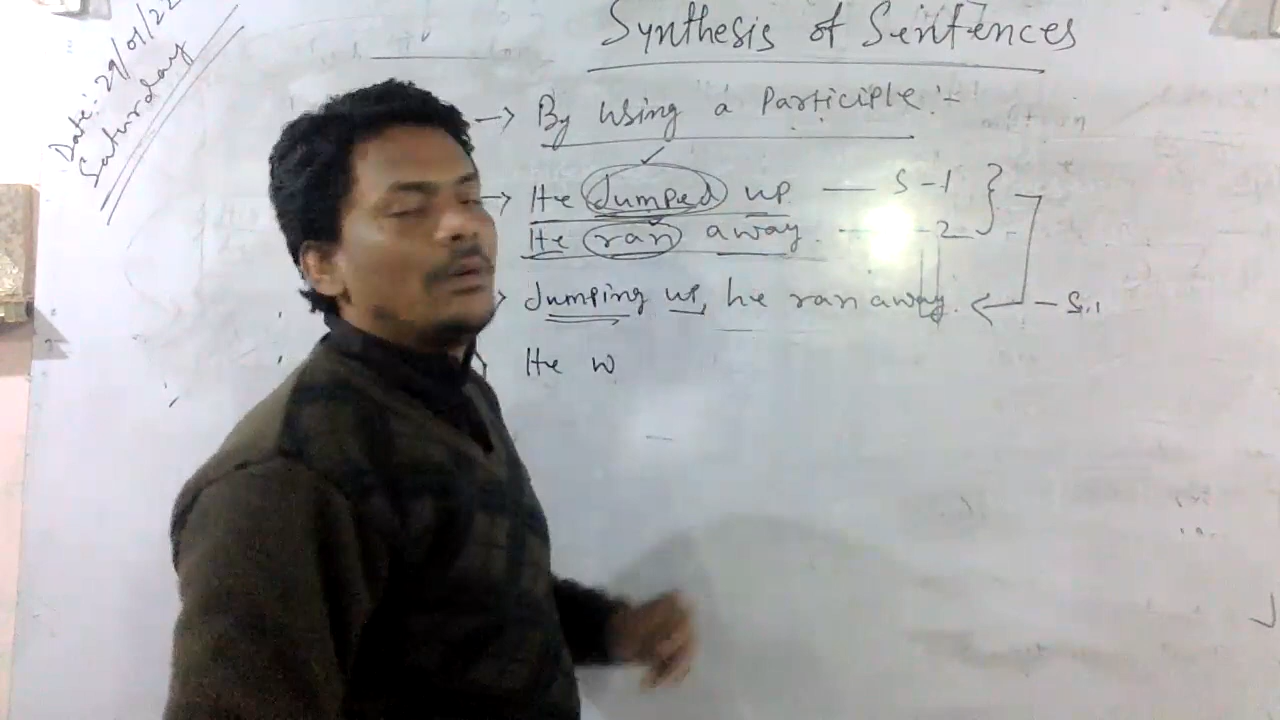 Date:- 29/01/22
Saturday
Synthesis of Sentences
→ By using a Participle :-
→ He Jumped up — S-1
He ran away. — 2
Jumping up, he ran away. — S.1
He w